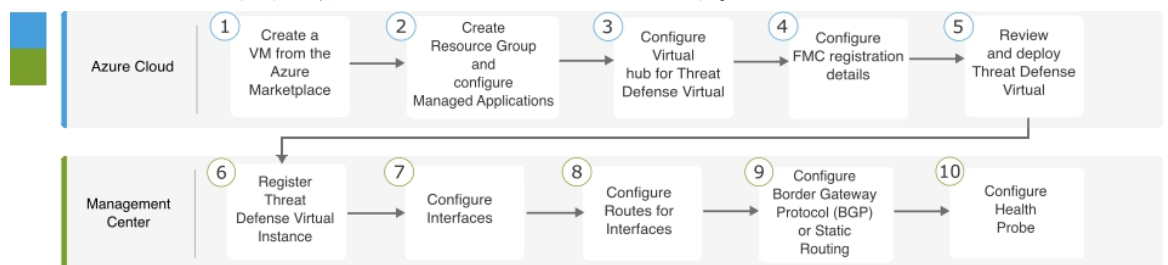 1
Create a
VM from the
Azure
Marketplace
2
Create
Resource Group
and
configure
Managed Applications
3
Configure
Virtual
hub for Threat
Defense Virtual
4
Configure
FMC registration
details
5
Review
and deploy
Threat Defense
Virtual
Azure Cloud
6
Register
Threat
Defense Virtual
Instance
7
Configure
Interfaces
8
Configure
Routes for
Interfaces
9
Configure
Border Gateway
Protocol (BGP)
or Static
Routing
10
Configure
Health
Probe
Management
Center